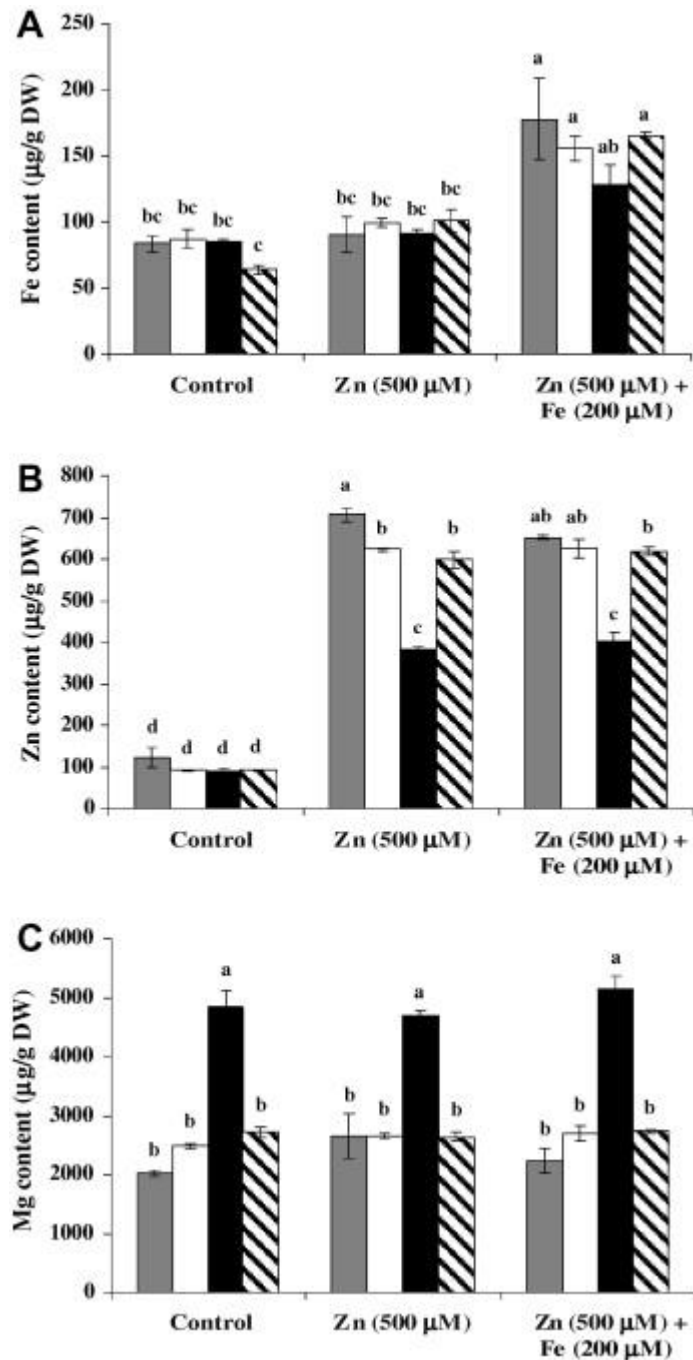 A
Fe content (µg/g DW)
250
200
150
100
50
0
bc bc bc c
bc bc bc bc
a a ab a
Control
Zn (500 µM)
Zn (500 µM) +
Fe (200 µM)
B
Zn content (µg/g DW)
800
700
600
500
400
300
200
100
0
d d d d
a b c b
ab ab c b
Control
Zn (500 µM)
Zn (500 µM) +
Fe (200 µM)
C
Mg content (µg/g DW)
6000
5000
4000
3000
2000
1000
0
b b a b
b b a b
b b a b
Control
Zn (500 µM)
Zn (500 µM) +
Fe (200 µM)